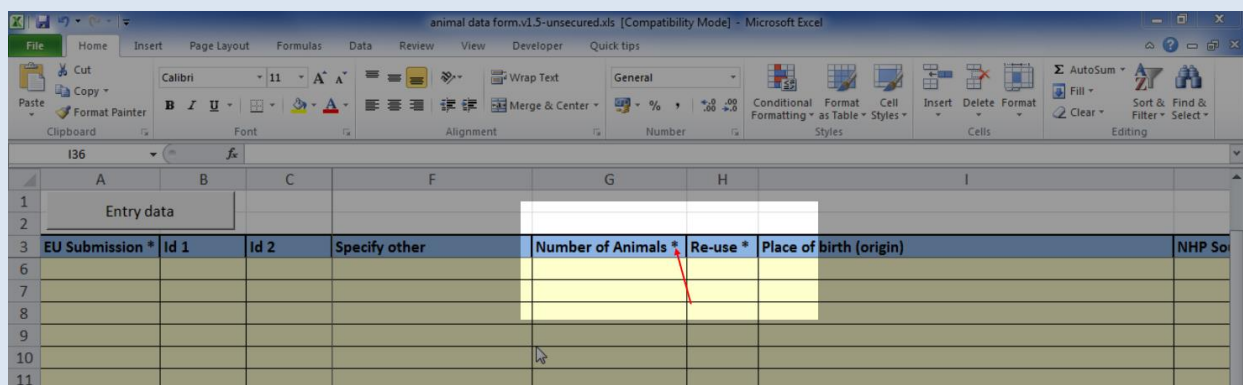 animal data form.v1.5-unsecured.xls [Compatibility Mode] - Microsoft Excel
File Home Insert Page Layout Formulas Data Review View Developer Quick tips
Cut Calibri 11 Wrap Text General Σ AutoSum
Copy Fill
Paste Format Painter B I U Merge & Center % Conditional Formatting Format as Table Cell Styles Insert Delete Format Clear Sort & Filter Find & Select
Clipboard Font Alignment Number Styles Cells Editing
I36 fx
A B C F G H I
1 Entry data
2
3 EU Submission * Id 1 Id 2 Specify other Number of Animals * Re-use * Place of birth (origin) NHP So
6
7
8
9
10
11